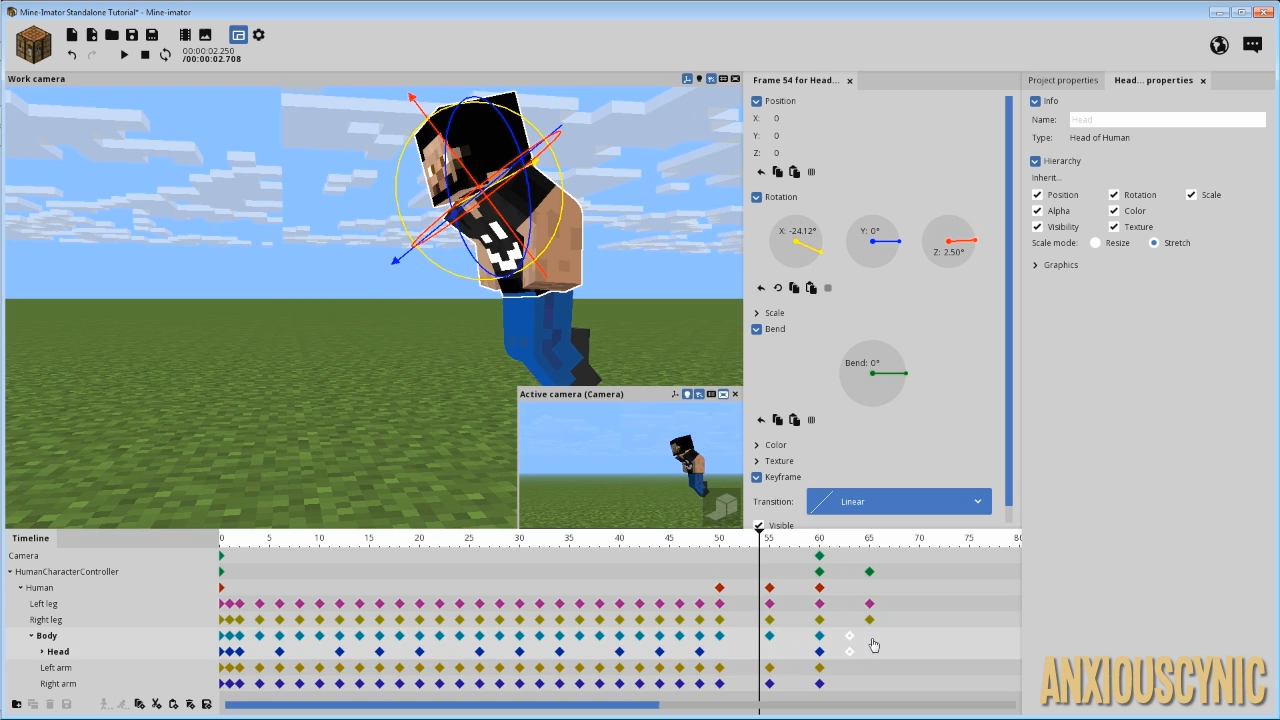 Mine-Imator Standalone Tutorial* - Mine-imator
00:00:02.250
/00:00:02.708
Work camera
Frame 54 for Head...
Project properties
Head... properties
Position
X: 0
Y: 0
Z: 0
Rotation
X: -24.12°
Y: 0°
Z: 2.50°
Scale
Bend
Bend: 0°
Color
Texture
Keyframe
Transition: Linear
Visible
Info
Name: Head
Type: Head of Human
Hierarchy
Inherit...
Position Rotation Scale
Alpha Color
Visibility Texture
Scale mode: Resize Stretch
Graphics
Active camera (Camera)
Timeline
0 5 10 15 20 25 30 35 40 45 50 55 60 65 70 75 80
Camera
HumanCharacterController
Human
Left leg
Right leg
Body
Head
Left arm
Right arm
ANXIOUSCYNIC